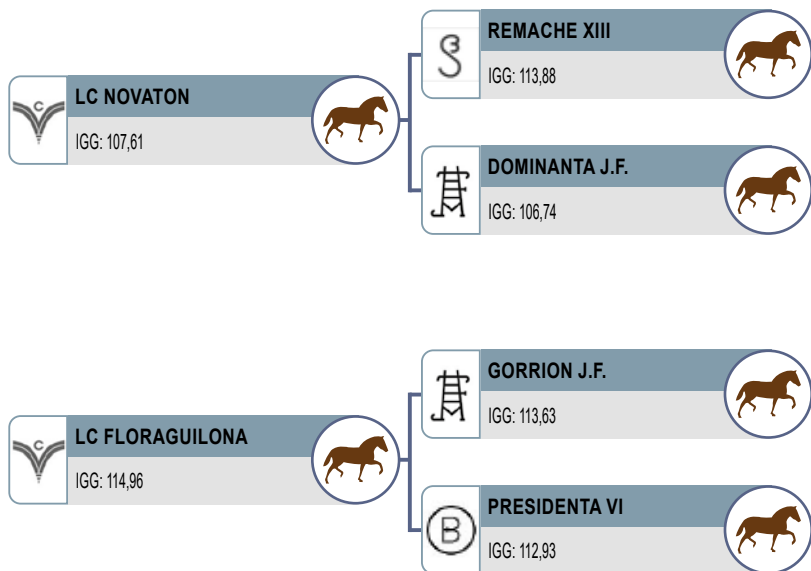 REMACHE XIII
IGG: 113,88
LC NOVATON
IGG: 107,61
DOMINANTA J.F.
IGG: 106,74
GORRION J.F.
IGG: 113,63
LC FLORAGUILONA
IGG: 114,96
PRESIDENTA VI
IGG: 112,93
C
C
B